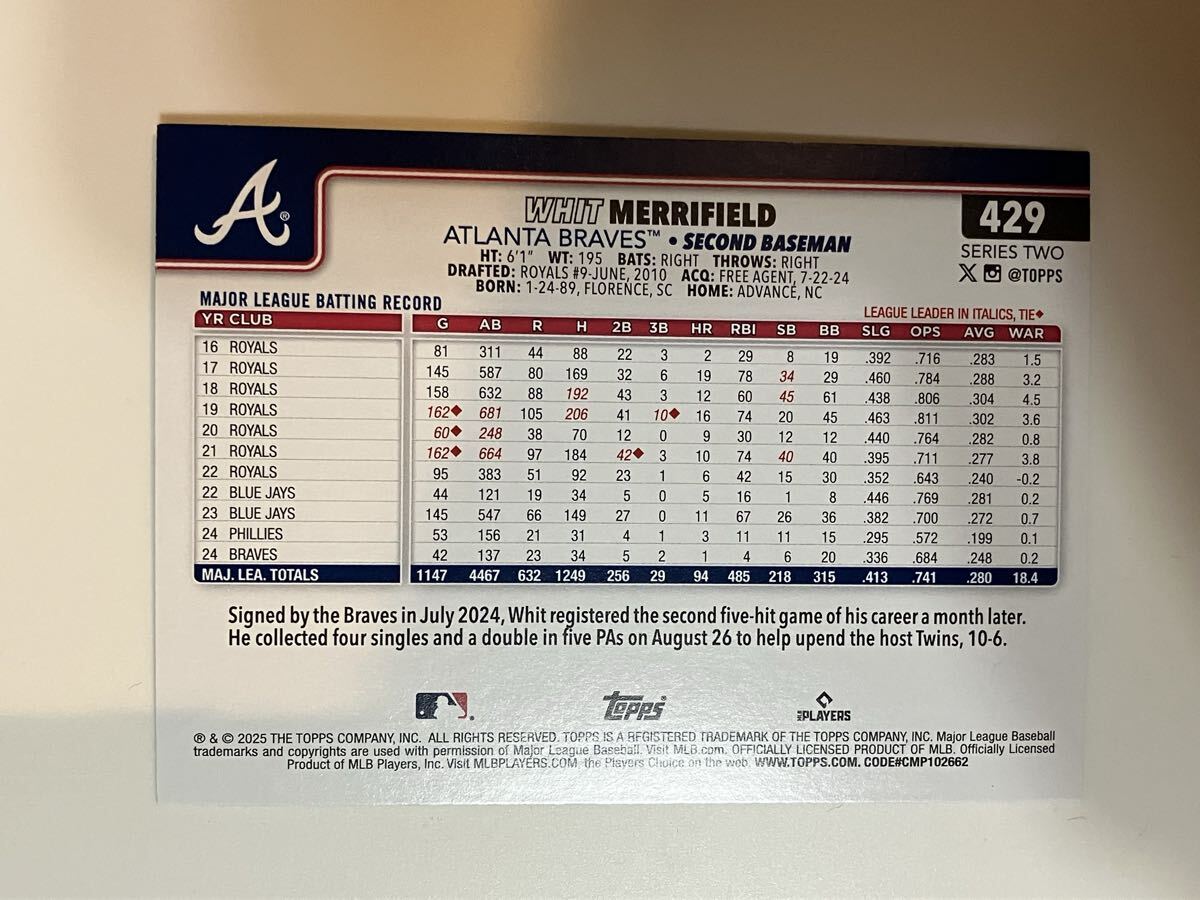 A®
WHIT MERRIFIELD
429
ATLANTA BRAVES™ • SECOND BASEMAN
SERIES TWO
HT: 6'1" WT: 195 BATS: RIGHT THROWS: RIGHT
@TOPPS
DRAFTED: ROYALS #9-JUNE, 2010 ACQ: FREE AGENT, 7-22-24
BORN: 1-24-89, FLORENCE, SC HOME: ADVANCE, NC
MAJOR LEAGUE BATTING RECORD
LEAGUE LEADER IN ITALICS, TIE◆
YR CLUB G AB R H 2B 3B HR RBI SB BB SLG OPS AVG WAR
16 ROYALS 81 311 44 88 22 3 2 29 8 19 .392 .716 .283 1.5
17 ROYALS 145 587 80 169 32 6 19 78 34 29 .460 .784 .288 3.2
18 ROYALS 158 632 88 192 43 3 12 60 45 61 .438 .806 .304 4.5
19 ROYALS 162◆ 681 105 206 41 10◆ 16 74 20 45 .463 .811 .302 3.6
20 ROYALS 60◆ 248 38 70 12 0 9 30 12 12 .440 .764 .282 0.8
21 ROYALS 162◆ 664 97 184 42◆ 3 10 74 40 40 .395 .711 .277 3.8
22 ROYALS 95 383 51 92 23 1 6 42 15 30 .352 .643 .240 -0.2
22 BLUE JAYS 44 121 19 34 5 0 5 16 1 8 .446 .769 .281 0.2
23 BLUE JAYS 145 547 66 149 27 0 11 67 26 36 .382 .700 .272 0.7
24 PHILLIES 53 156 21 31 4 1 3 11 11 15 .295 .572 .199 0.1
24 BRAVES 42 137 23 34 5 2 1 4 6 20 .336 .684 .248 0.2
MAJ. LEA. TOTALS 1147 4467 632 1249 256 29 94 485 218 315 .413 .741 .280 18.4
Signed by the Braves in July 2024, Whit registered the second five-hit game of his career a month later.
He collected four singles and a double in five PAs on August 26 to help upend the host Twins, 10-6.
Topps® MLB PLAYERS
® & © 2025 THE TOPPS COMPANY, INC. ALL RIGHTS RESERVED. TOPPS IS A REGISTERED TRADEMARK OF THE TOPPS COMPANY, INC. Major League Baseball
trademarks and copyrights are used with permission of Major League Baseball. Visit MLB.com. OFFICIALLY LICENSED PRODUCT OF MLB. Officially Licensed
Product of MLB Players, Inc. Visit MLBPLAYERS.COM, the Players Choice on the web. WWW.TOPPS.COM. CODE#CMP102662